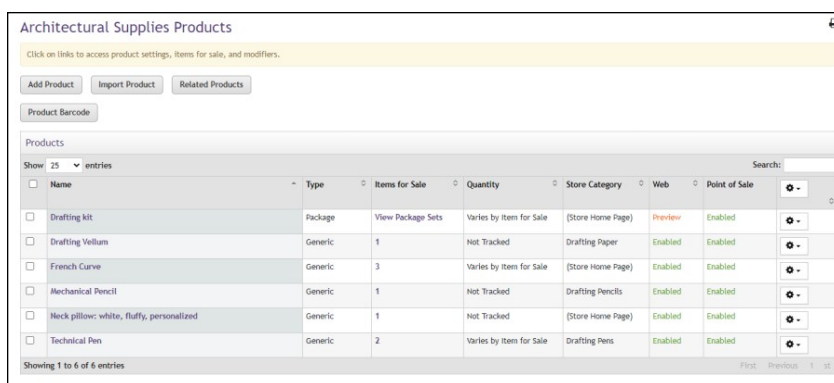 Architectural Supplies Products
Click on links to access product settings, items for sale, and modifiers.
Add Product Import Product Related Products
Product Barcode
Products
Show 25 entries Search:
Name Type Items for Sale Quantity Store Category Web Point of Sale
Drafting kit Package View Package Sets Varies by Item for Sale (Store Home Page) Preview Enabled
Drafting Vellum Generic 1 Not Tracked Drafting Paper Enabled Enabled
French Curve Generic 3 Varies by Item for Sale (Store Home Page) Enabled Enabled
Mechanical Pencil Generic 1 Not Tracked Drafting Pencils Enabled Enabled
Neck pillow: white, fluffy, personalized Generic 1 Not Tracked (Store Home Page) Enabled Enabled
Technical Pen Generic 2 Varies by Item for Sale Drafting Pens Enabled Enabled
Showing 1 to 6 of 6 entries First Previous 1 st